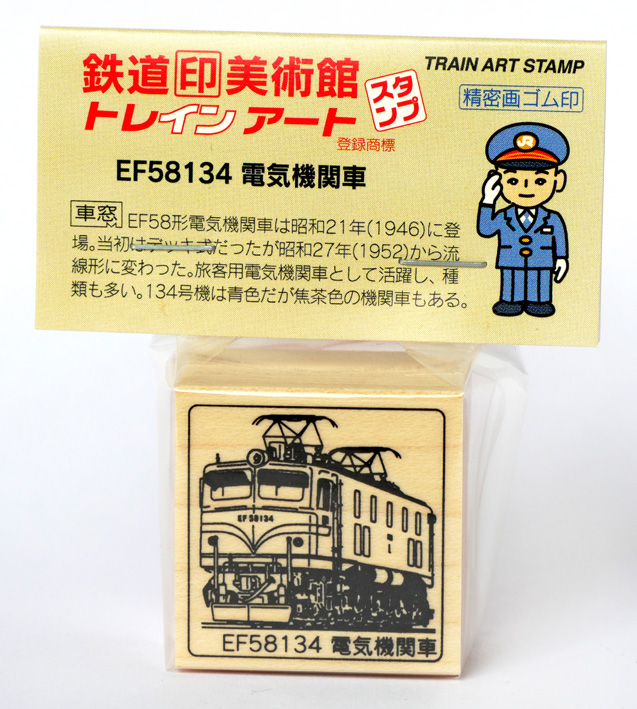 鉄道印美術館
TRAIN ART STAMP
トレインアート
スタンプ
精密画ゴム印
登録商標
EF58134 電気機関車
JR
車窓
EF58形電気機関車は昭和21年(1946)に登
場。当初はデッキ式だったが昭和27年(1952)から流
線形に変わった。旅客用電気機関車として活躍し、種
類も多い。134号機は青色だが焦茶色の機関車もある。
EF 58134
EF58134 電気機関車